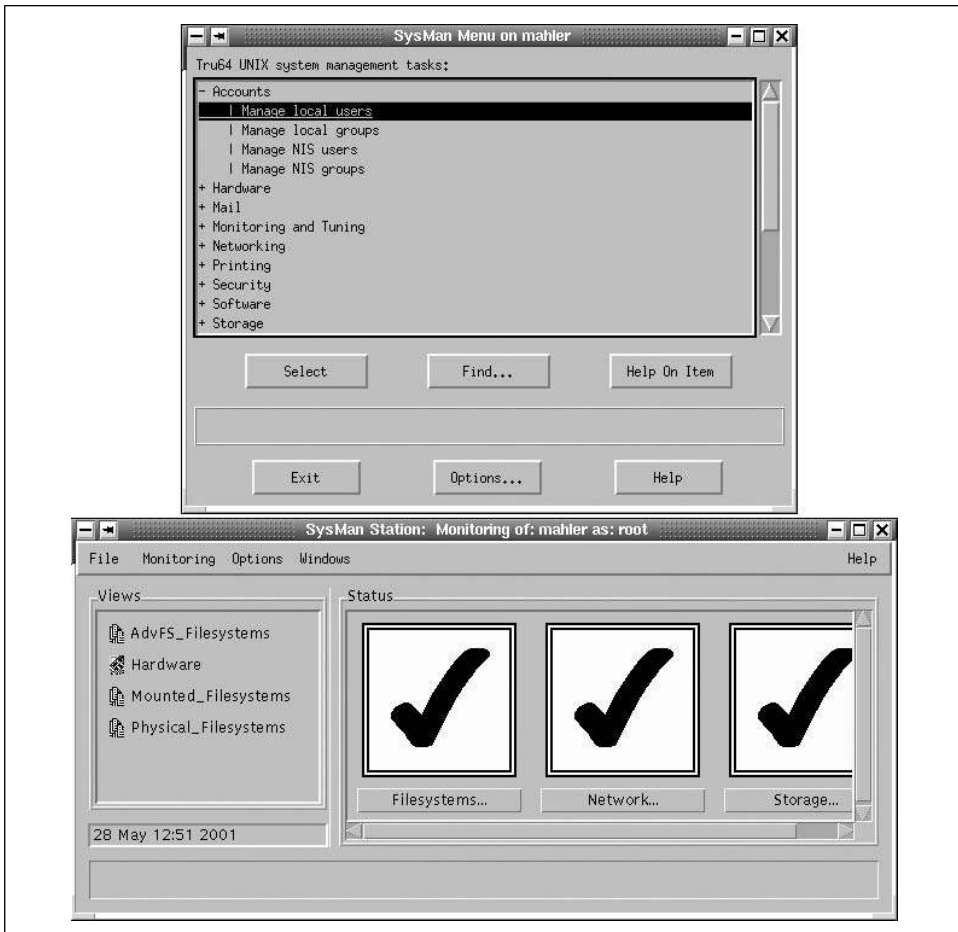 SysMan Menu on mahler
Tru64 UNIX system management tasks:
- Accounts
| Manage local users
| Manage local groups
| Manage NIS users
| Manage NIS groups
+ Hardware
+ Mail
+ Monitoring and Tuning
+ Networking
+ Printing
+ Security
+ Software
+ Storage
Select Find... Help On Item
Exit Options... Help
SysMan Station: Monitoring of: mahler as: root
File Monitoring Options Windows Help
Views
AdvFS_Filesystems
Hardware
Mounted_Filesystems
Physical_Filesystems
28 May 12:51 2001
Status
Filesystems... Network... Storage...